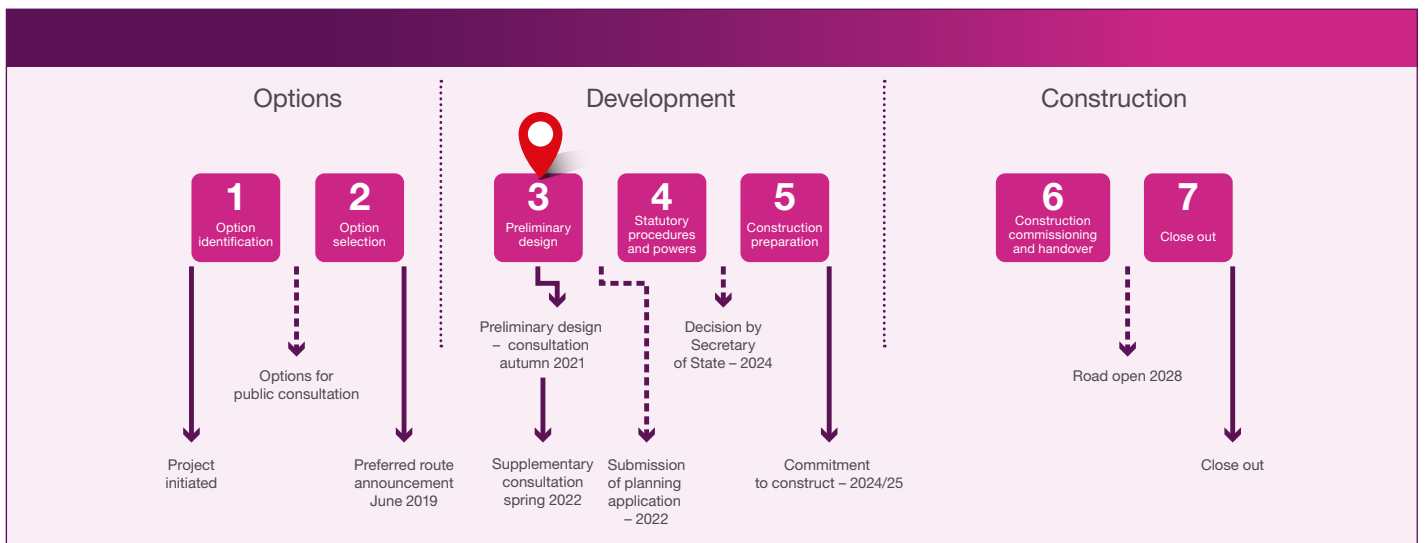 Options
Development
Construction
1
Option
identification
2
Option
selection
3
Preliminary
design
4
Statutory
procedures
and powers
5
Construction
preparation
6
Construction
commissioning
and handover
7
Close out
Preliminary design
– consultation
autumn 2021
Decision by
Secretary
of State – 2024
Options for
public consultation
Road open 2028
Project
initiated
Preferred route
announcement
June 2019
Supplementary
consultation
spring 2022
Submission
of planning
application
– 2022
Commitment
to construct – 2024/25
Close out